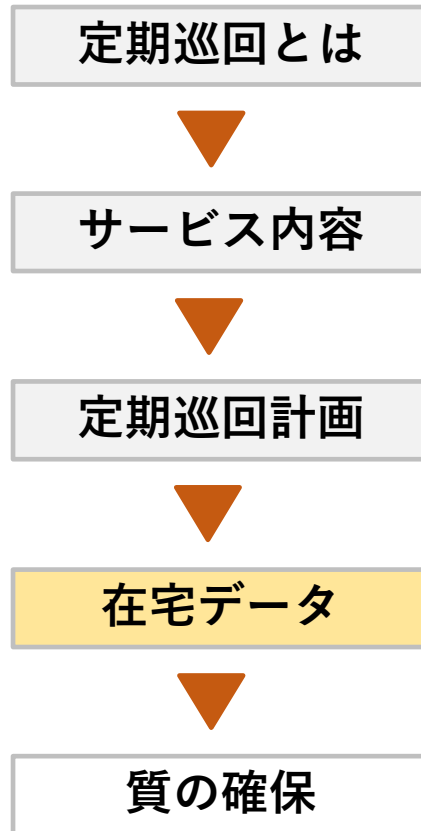 定期巡回とは
サービス内容
定期巡回計画
在宅データ
質の確保